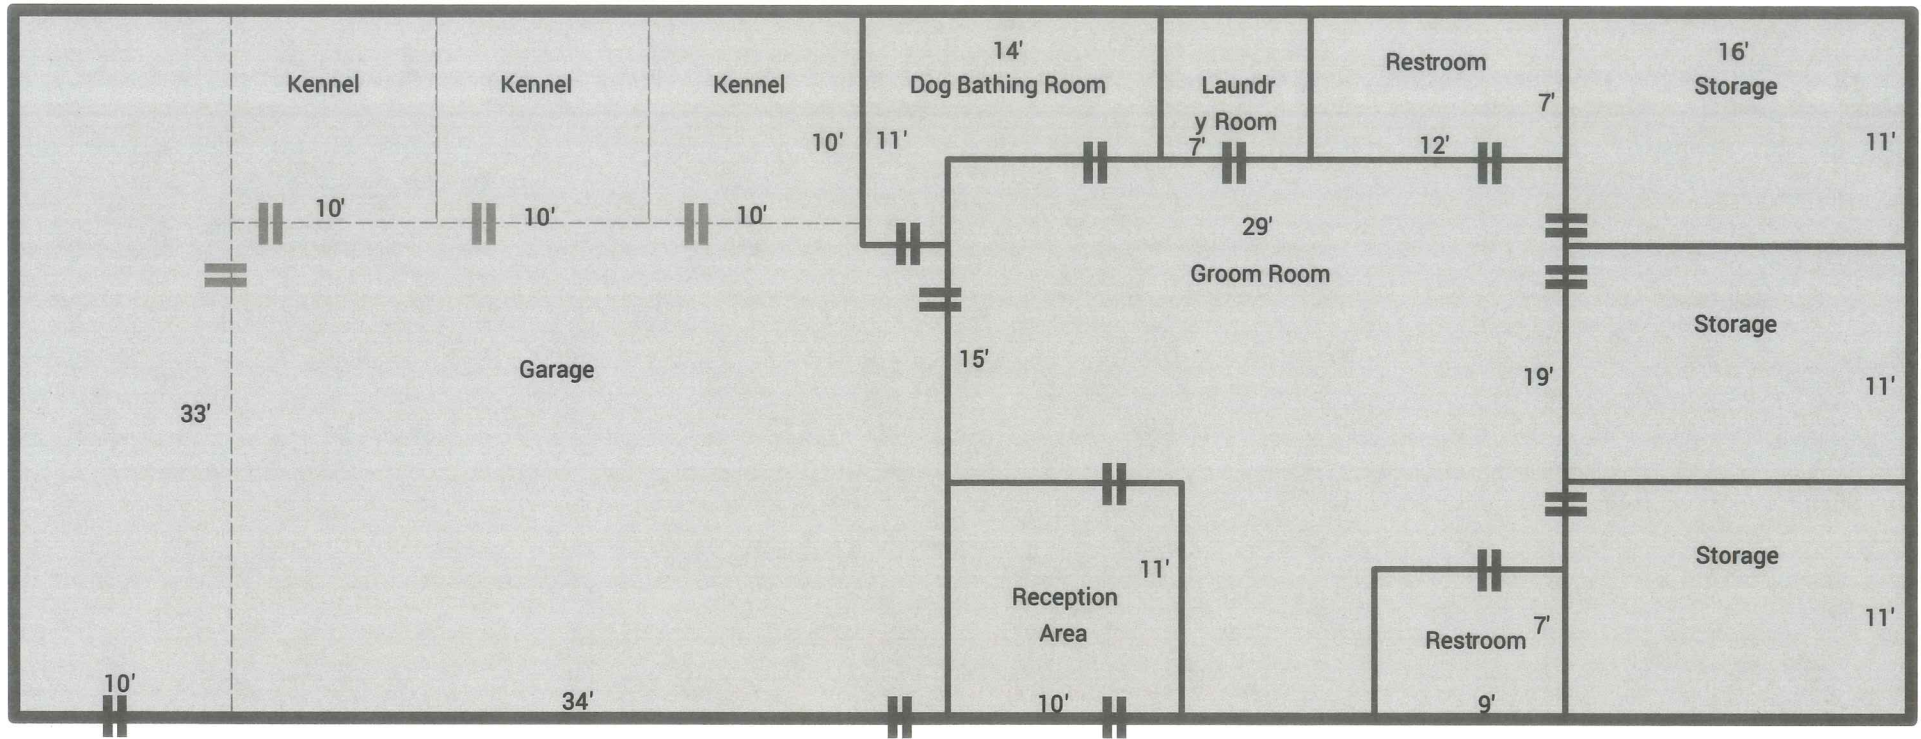 Kennel
Kennel
Kennel
14'
Dog Bathing Room
Laundr
y Room
7'
Restroom
7'
12'
16'
Storage
11'
10'
11'
10'
10'
10'
29'
Groom Room
Storage
11'
Garage
15'
19'
33'
11'
Reception
Area
10'
Restroom
7'
9'
Storage
11'
10'
34'